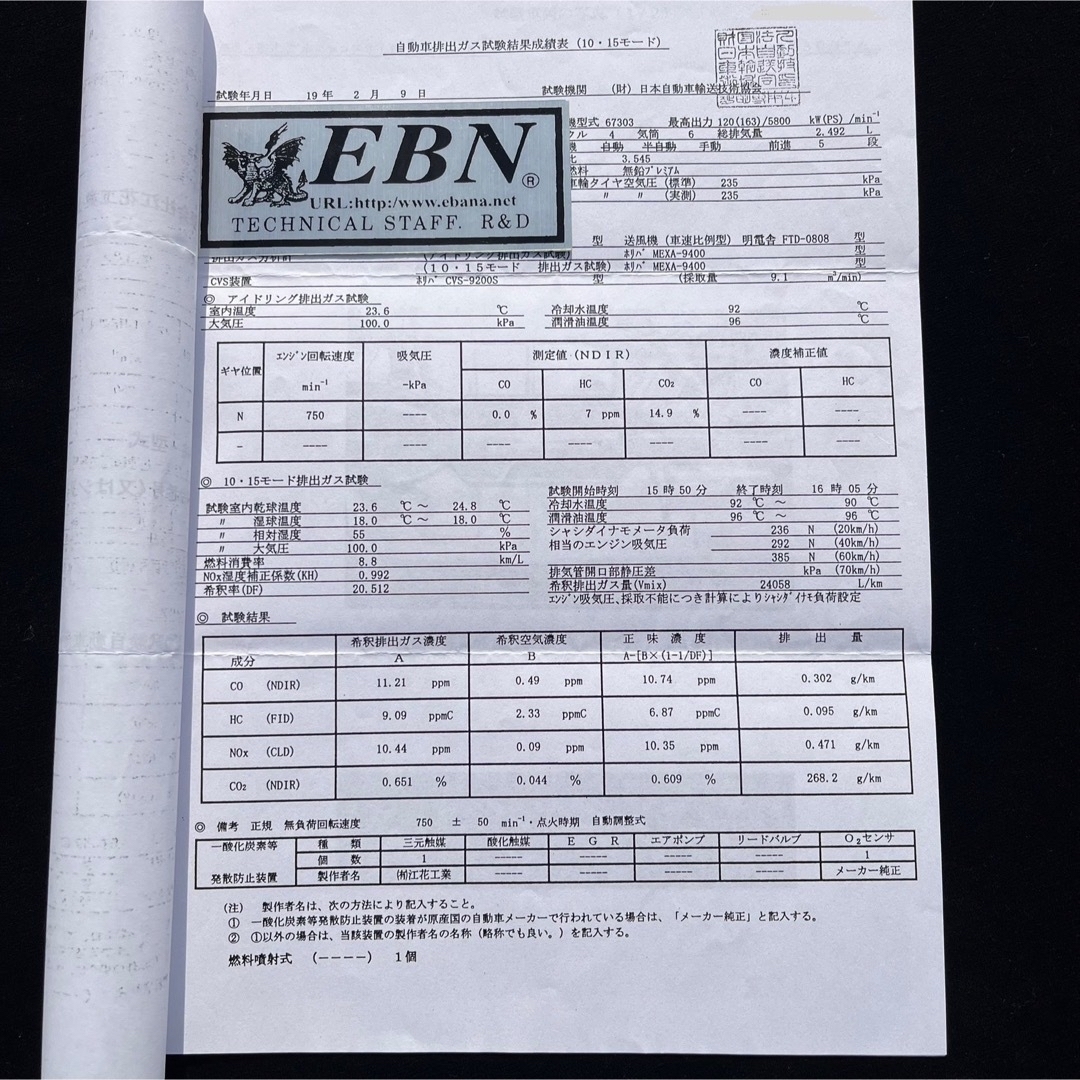 自動車排出ガス試験結果成績表 (10・15モード)
試験年月日 19 年 2 月 9 日 試験機関 (財) 日本自動車輸送技術協会
機型式 67303 最高出力 120(163)/5800 kW(PS) /min⁻¹
クル 4 気筒 6 総排気量 2.492 L
機 自動 半自動 手動 前進 5 段
比 3.545
燃料 無鉛プレミアム
車輪タイヤ空気圧 (標準) 235 kPa
〃 〃 (実測) 235 kPa
EBN ®
URL:http:/www.ebana.net
TECHNICAL STAFF. R&D
型 送風機 (車速比例型) 明電舎 FTD-0808 型
排出ガス分析計 (アイドリング排出ガス試験) ホリバ MEXA-9400 型
(10・15モード 排出ガス試験) ホリバ MEXA-9400 型
CVS装置 ホリバ CVS-9200S 型 (採取量 9.1 m³/min)
◎ アイドリング排出ガス試験
室内温度 23.6 ℃ 冷却水温度 92 ℃
大気圧 100.0 kPa 潤滑油温度 96 ℃
ギヤ位置 エンジン回転速度 吸気圧 測定値 (NDIR) 濃度補正値
min⁻¹ -kPa CO HC CO₂ CO HC
N 750 ---- 0.0 % 7 ppm 14.9 % ---- ----
- ---- ---- ---- ---- ---- ---- ----
◎ 10・15モード排出ガス試験
試験開始時刻 15 時 50 分 終了時刻 16 時 05 分
試験室内乾球温度 23.6 ℃ ～ 24.8 ℃ 冷却水温度 92 ℃ ～ 90 ℃
〃 湿球温度 18.0 ℃ ～ 18.0 ℃ 潤滑油温度 96 ℃ ～ 96 ℃
〃 相対湿度 55 % シャシダイナモメータ負荷 236 N (20km/h)
〃 大気圧 100.0 kPa 相当のエンジン吸気圧 292 N (40km/h)
燃料消費率 8.8 km/L 385 N (60km/h)
NOx湿度補正係数(KH) 0.992 排気管開口部静圧差 kPa (70km/h)
希釈率(DF) 20.512 希釈排出ガス量(Vmix) 24058 L/km
エンジン吸気圧、採取不能につき計算によりシャシダイナモ負荷設定
◎ 試験結果
成分 希釈排出ガス濃度 A 希釈空気濃度 B 正味濃度 A-[B×(1-1/DF)] 排出量
CO (NDIR) 11.21 ppm 0.49 ppm 10.74 ppm 0.302 g/km
HC (FID) 9.09 ppmC 2.33 ppmC 6.87 ppmC 0.095 g/km
NOx (CLD) 10.44 ppm 0.09 ppm 10.35 ppm 0.471 g/km
CO₂ (NDIR) 0.651 % 0.044 % 0.609 % 268.2 g/km
◎ 備考 正規 無負荷回転速度 750 ± 50 min⁻¹・点火時期 自動調整式
一酸化炭素等 種類 三元触媒 酸化触媒 EGR エアポンプ リードバルブ O₂センサ
個数 1 ----- ----- ----- ----- 1
発散防止装置 製作者名 ㈲江花工業 ----- ----- ----- ----- メーカー純正
(注) 製作者名は、次の方法により記入すること。
① 一酸化炭素等発散防止装置の装着が原産国の自動車メーカーで行われている場合は、「メーカー純正」と記入する。
② ①以外の場合は、当該装置の製作者名の名称 (略称でも良い。) を記入する。
燃料噴射式 (----) 1個